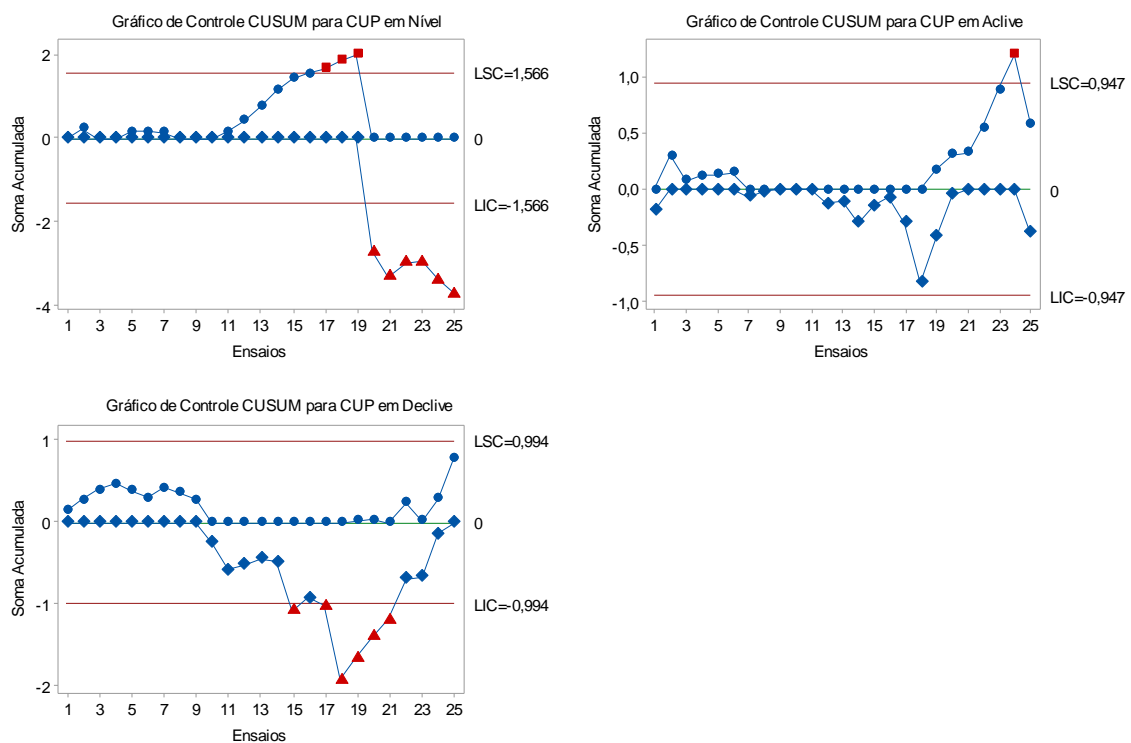 Gráfico de Controle CUSUM para CUP em Nível
Soma Acumulada
2
0
-2
-4
LSC=1,566
0
LIC=-1,566
1 3 5 7 9 11 13 15 17 19 21 23 25
Ensaios
Gráfico de Controle CUSUM para CUP em Aclive
Soma Acumulada
1,0
0,5
0,0
-0,5
-1,0
LSC=0,947
0
LIC=-0,947
1 3 5 7 9 11 13 15 17 19 21 23 25
Ensaios
Gráfico de Controle CUSUM para CUP em Declive
Soma Acumulada
1
0
-1
-2
LSC=0,994
0
LIC=-0,994
1 3 5 7 9 11 13 15 17 19 21 23 25
Ensaios